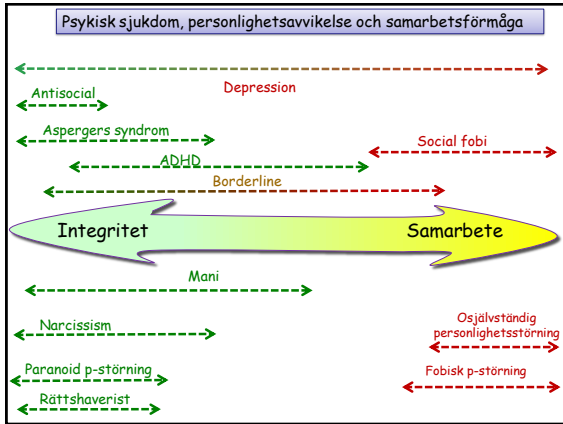 Psykisk sjukdom, personlighetsavvikelse och samarbetsförmåga
Depression
Antisocial
Aspergers syndrom
Social fobi
ADHD
Borderline
Integritet
Samarbete
Mani
Narcissism
Osjälvständig
personlighetsstörning
Paranoid p-störning
Fobisk p-störning
Rättshaverist